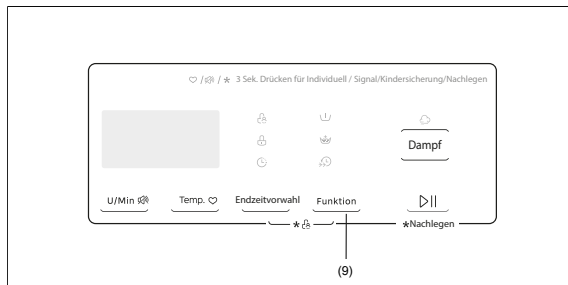 ♡ / 🔇 / * 3 Sek. Drücken für Individuell / Signal/Kindersicherung/Nachlegen
Dampf
U/Min
Temp. ♡
Endzeitvorwahl
Funktion
▷||
*
*Nachlegen
(9)